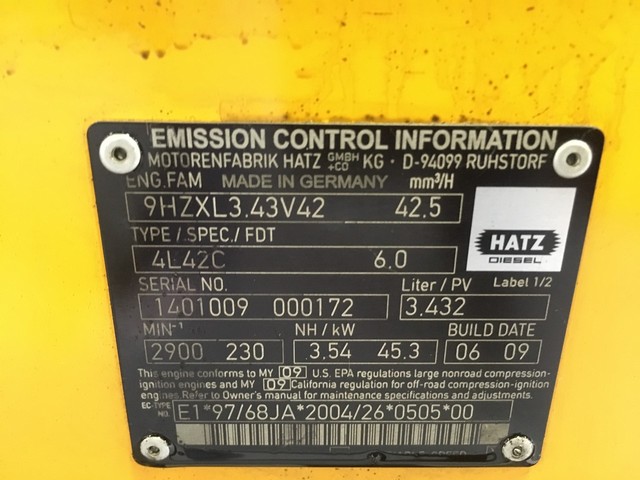 EMISSION CONTROL INFORMATION
MOTORENFABRIK HATZ GMBH +CO KG · D-94099 RUHSTORF
ENG.FAM MADE IN GERMANY mm³/H
9HZXL3.43V42 42.5
HATZ
DIESEL
TYPE / SPEC./ FDT
4L42C 6.0
SERIAL NO. Liter / PV Label 1/2
1401009 000172 3.432
MIN-¹ NH / kW BUILD DATE
2900 230 3.54 45.3 06 09
This engine conforms to MY 09 U.S. EPA regulations large nonroad compression-
ignition engines and MY 09 California regulation for off-road compression-ignition
engines. Refer to Owner's manual for maintenance specifications and adjustments.
EC-TYPE NO. E1*97/68JA*2004/26*0505*00